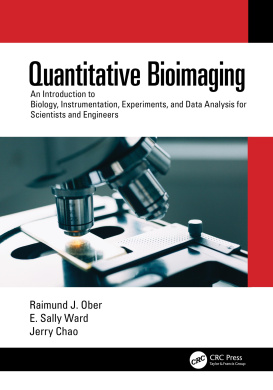 Quantitative Bioimaging
An Introduction to
Biology, Instrumentation, Experiments, and Data Analysis for
Scientists and Engineers
Raimund J. Ober
E. Sally Ward
Jerry Chao
CRC
CRC Press
Taylor & Francis Group